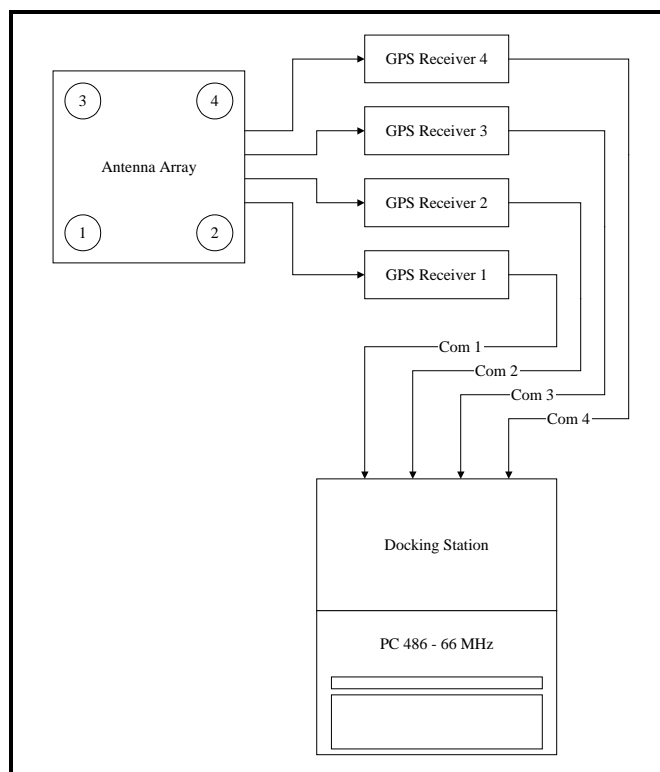 GPS Receiver 4
3
4
GPS Receiver 3
Antenna Array
GPS Receiver 2
1
2
GPS Receiver 1
Com 1
Com 2
Com 3
Com 4
Docking Station
PC 486 - 66 MHz